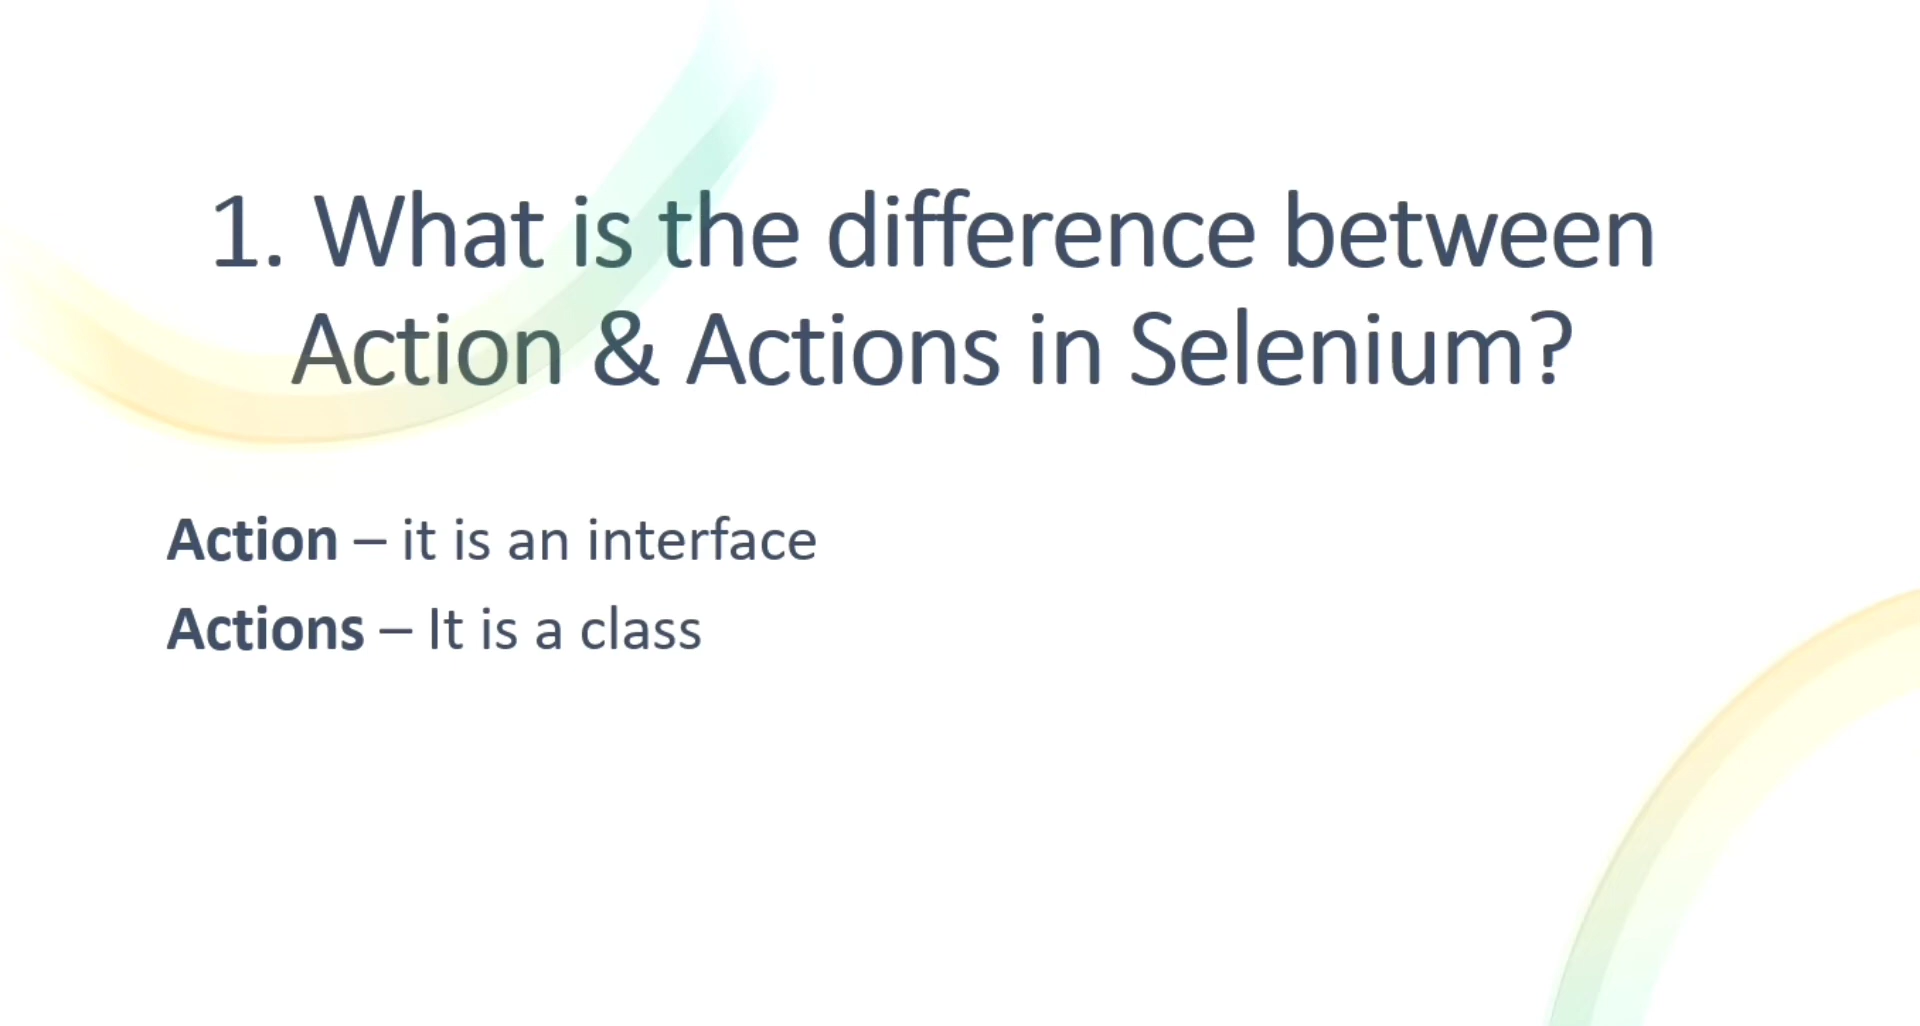 1. What is the difference between
Action & Actions in Selenium?
Action – it is an interface
Actions – It is a class